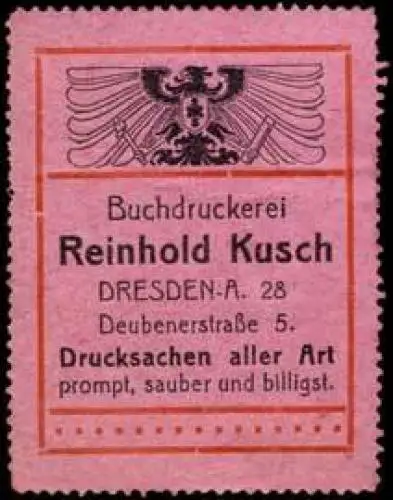 Buchdruckerei
Reinhold Kusch
DRESDEN-A. 28
Deubenerstraße 5.
Drucksachen aller Art
prompt, sauber und billigst.